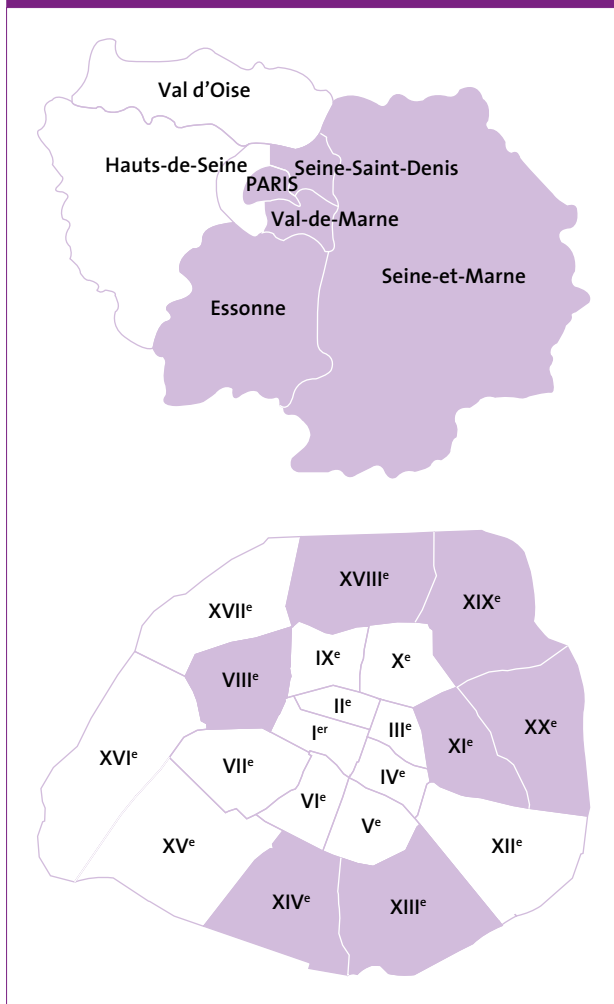 Val d'Oise
Hauts-de-Seine
Seine-Saint-Denis
PARIS
Val-de-Marne
Seine-et-Marne
Essonne
XVIIIᵉ
XIXᵉ
XVIIᵉ
IXᵉ
Xᵉ
VIIIᵉ
IIᵉ
Iᵉʳ
IIIᵉ
XXᵉ
XIᵉ
XVIᵉ
VIIᵉ
IVᵉ
VIᵉ
Vᵉ
XVᵉ
XIIᵉ
XIVᵉ
XIIIᵉ